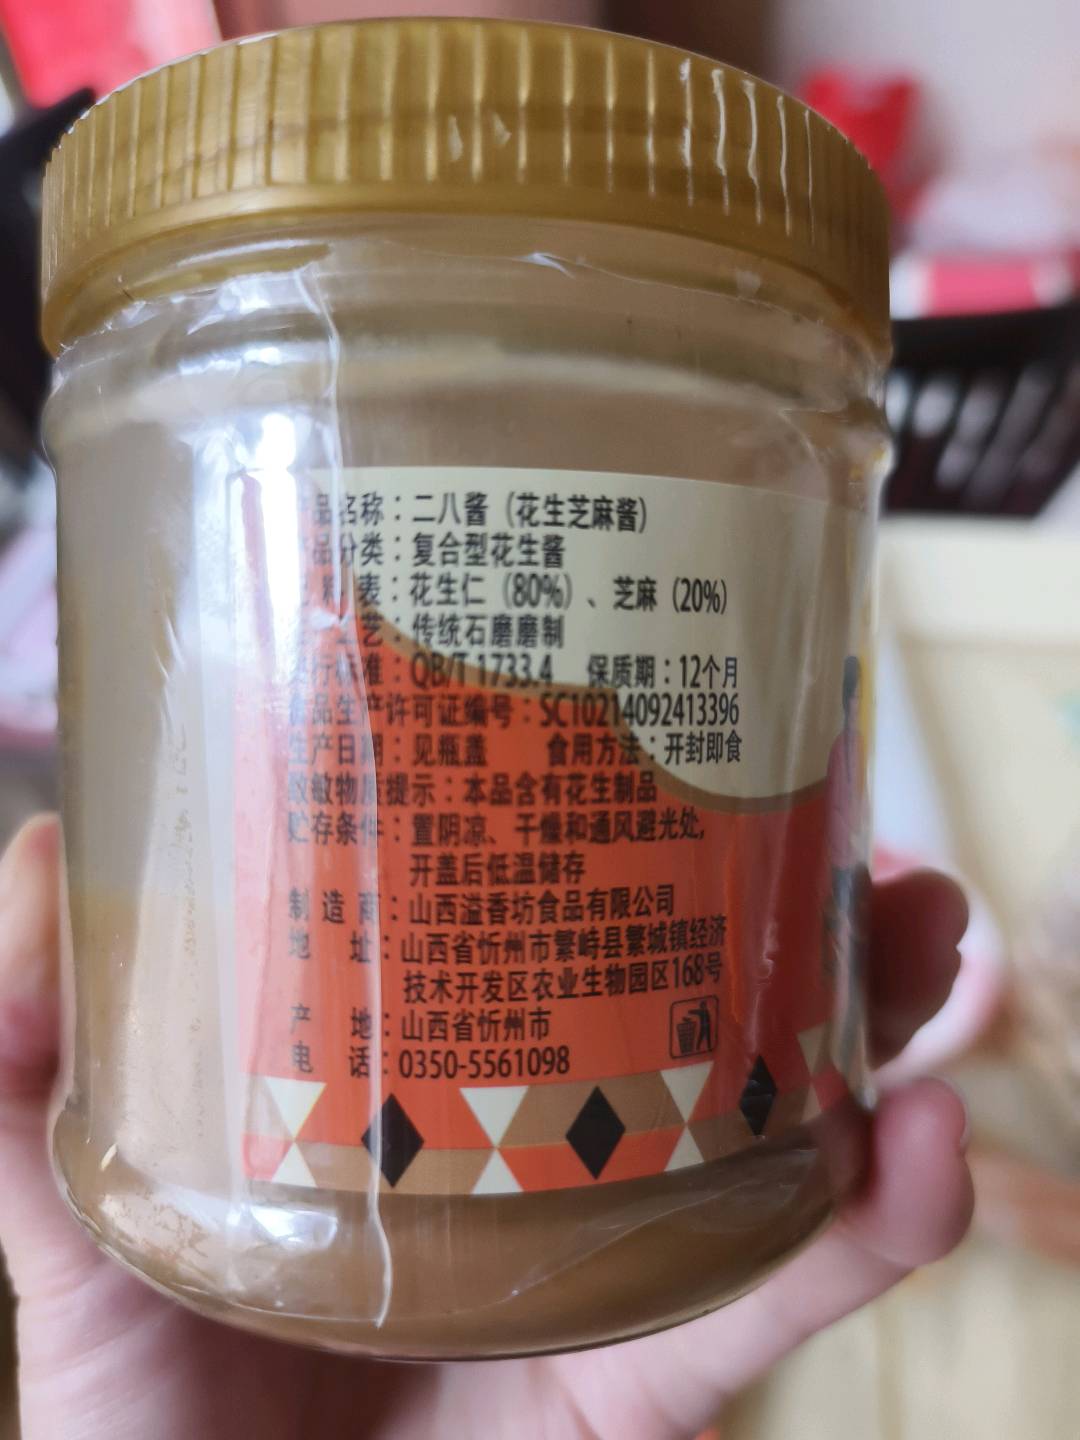 产品名称：二八酱（花生芝麻酱）
产品分类：复合型花生酱
配料表：花生仁（80%）、芝麻（20%）
工艺：传统石磨磨制
执行标准：QB/T 1733.4 保质期：12个月
食品生产许可证编号：SC10214092413396
生产日期：见瓶盖 食用方法：开封即食
致敏物质提示：本品含有花生制品
贮存条件：置阴凉、干燥和通风避光处,
开盖后低温储存
制造商：山西溢香坊食品有限公司
地址：山西省忻州市繁峙县繁城镇经济
技术开发区农业生物园区168号
产地：山西省忻州市
电话：0350-5561098